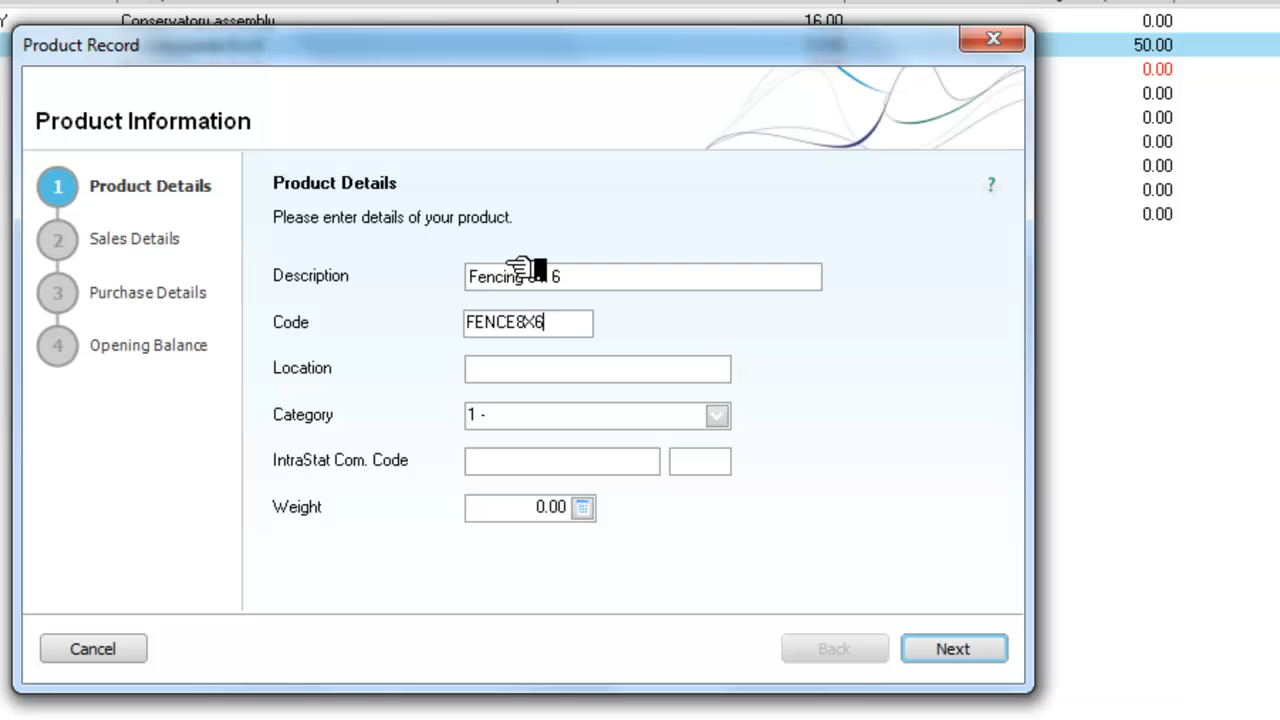 Conservatory assembly 16.00 0.00
Product Record
50.00
0.00
0.00
0.00
0.00
0.00
0.00
0.00
Product Information
1 Product Details
2 Sales Details
3 Purchase Details
4 Opening Balance
Product Details
?
Please enter details of your product.
Description Fencing 6
Code FENCE8X6
Location
Category 1 -
IntraStat Com. Code
Weight 0.00
Cancel
Back
Next